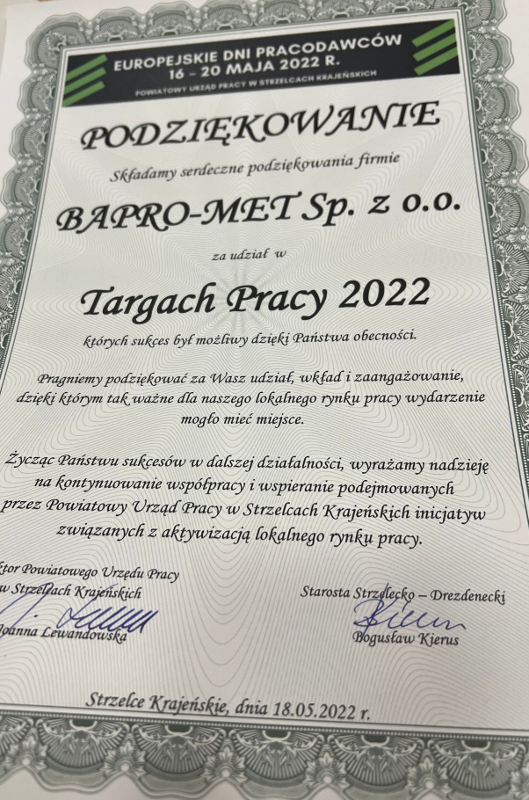 EUROPEJSKIE DNI PRACODAWCÓW
16 – 20 MAJA 2022 R.
POWIATOWY URZĄD PRACY W STRZELCACH KRAJEŃSKICH
PODZIĘKOWANIE
Składamy serdeczne podziękowania firmie
BAPRO-MET Sp. z o.o.
za udział w
Targach Pracy 2022
których sukces był możliwy dzięki Państwa obecności.
Pragniemy podziękować za Wasz udział, wkład i zaangażowanie,
dzięki którym tak ważne dla naszego lokalnego rynku pracy wydarzenie
mogło mieć miejsce.
Życząc Państwu sukcesów w dalszej działalności, wyrażamy nadzieję
na kontynuowanie współpracy i wspieranie podejmowanych
przez Powiatowy Urząd Pracy w Strzelcach Krajeńskich inicjatyw
związanych z aktywizacją lokalnego rynku pracy.
ktor Powiatowego Urzędu Pracy
w Strzelcach Krajeńskich
Joanna Lewandowska
Starosta Strzelecko – Drezdenecki
Bogusław Kierus
Strzelce Krajeńskie, dnia 18.05.2022 r.